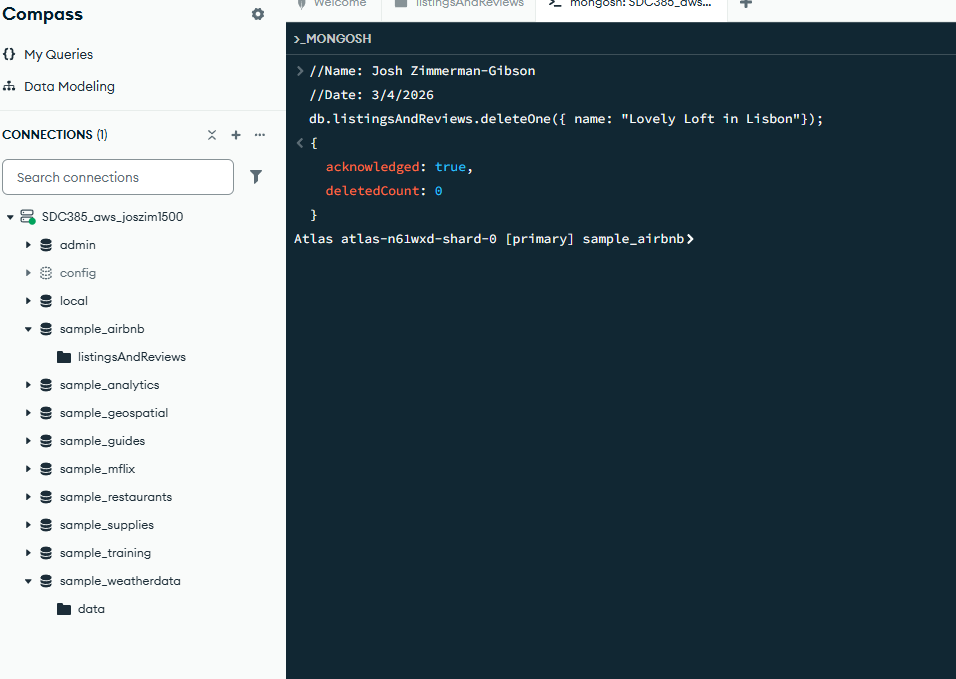 Compass
My Queries
Data Modeling
CONNECTIONS (1)
Search connections
SDC385_aws_joszim1500
admin
config
local
sample_airbnb
listingsAndReviews
sample_analytics
sample_geospatial
sample_guides
sample_mflix
sample_restaurants
sample_supplies
sample_training
sample_weatherdata
data
Welcome
listingsAndReviews
mongosh: SDC385_aws...
>_MONGOSH
//Name: Josh Zimmerman-Gibson
//Date: 3/4/2026
db.listingsAndReviews.deleteOne({ name: "Lovely Loft in Lisbon"});
{
acknowledged: true,
deletedCount: 0
}
Atlas atlas-n61wxd-shard-0 [primary] sample_airbnb>